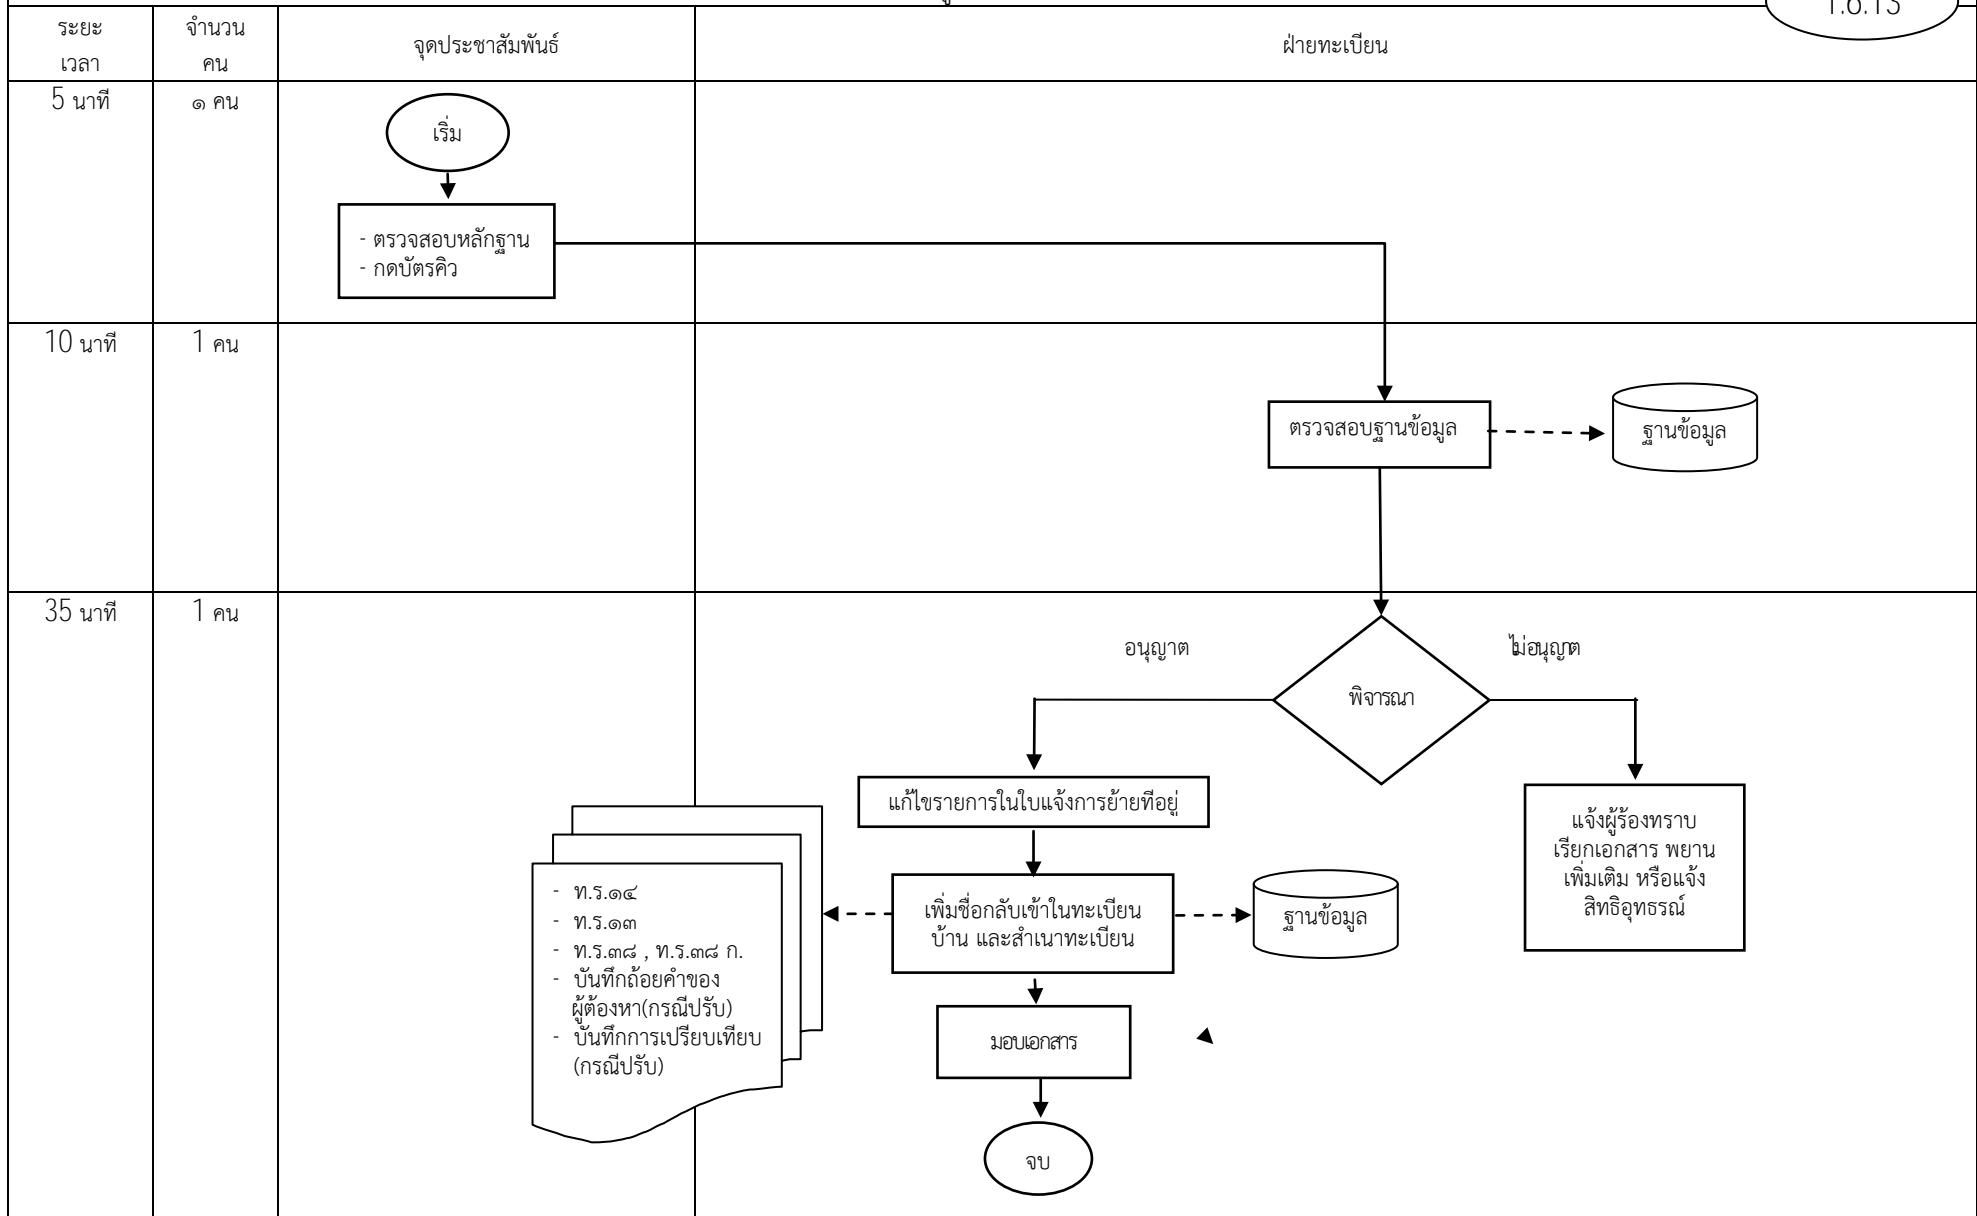 1.6.13
ระยะ
เวลา
จำนวน
คน
จุดประชาสัมพันธ์
ฝ่ายทะเบียน
5 นาที
๑ คน
เริ่ม
- ตรวจสอบหลักฐาน
- กดบัตรคิว
10 นาที
1 คน
ตรวจสอบฐานข้อมูล
ฐานข้อมูล
35 นาที
1 คน
อนุญาต
ไม่อนุญาต
พิจารณา
แก้ไขรายการในใบแจ้งการย้ายที่อยู่
แจ้งผู้ร้องทราบ
เรียกเอกสาร พยาน
เพิ่มเติม หรือแจ้ง
สิทธิอุทธรณ์
- ท.ร.๑๔
- ท.ร.๑๓
- ท.ร.๓๘ , ท.ร.๓๘ ก.
- บันทึกถ้อยคำของ
ผู้ต้องหา(กรณีปรับ)
- บันทึกการเปรียบเทียบ
(กรณีปรับ)
เพิ่มชื่อกลับเข้าในทะเบียน
บ้าน และสำเนาทะเบียน
ฐานข้อมูล
มอบเอกสาร
จบ